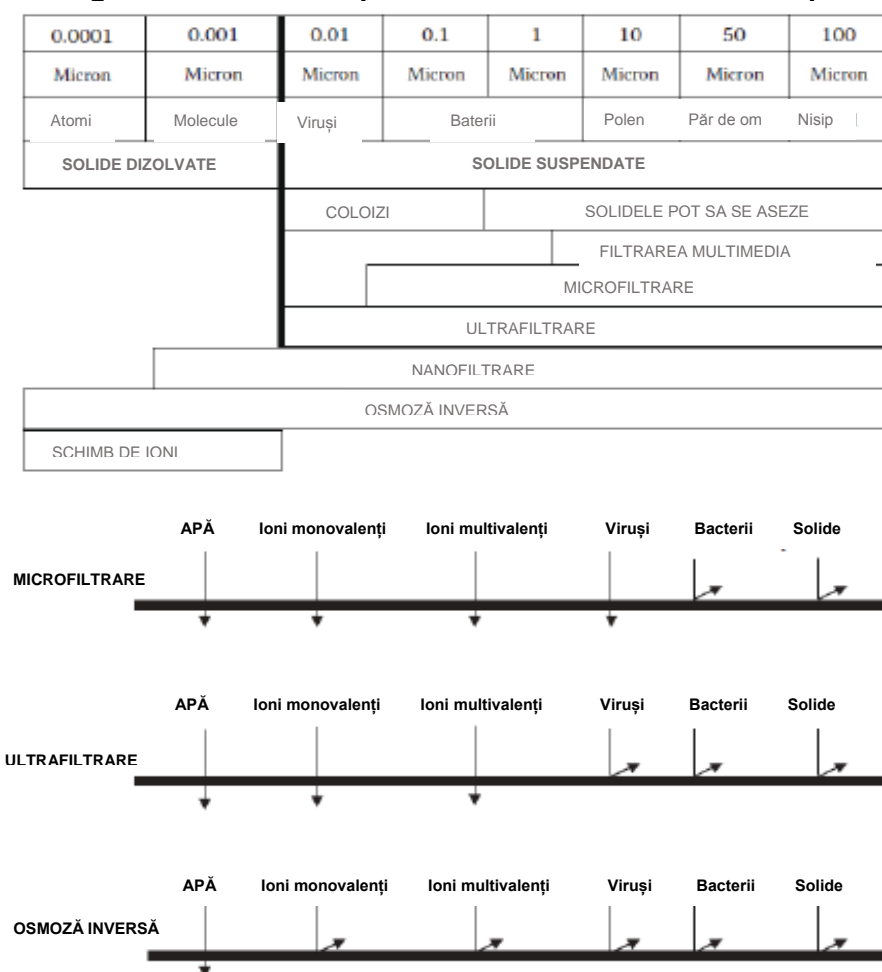 0.0001 0.001 0.01 0.1 1 10 50 100
Micron Micron Micron Micron Micron Micron Micron Micron
Atomi Molecule Viruși Baterii Polen Păr de om Nisip
SOLIDE DIZOLVATE SOLIDE SUSPENDATE
COLOIZI SOLIDELE POT SA SE ASEZE
FILTRAREA MULTIMEDIA
MICROFILTRARE
ULTRAFILTRARE
NANOFILTRARE
OSMOZĂ INVERSĂ
SCHIMB DE IONI
APĂ Ioni monovalenți Ioni multivalenți Viruși Bacterii Solide
MICROFILTRARE
APĂ Ioni monovalenți Ioni multivalenți Viruși Bacterii Solide
ULTRAFILTRARE
APĂ Ioni monovalenți Ioni multivalenți Viruși Bacterii Solide
OSMOZĂ INVERSĂ